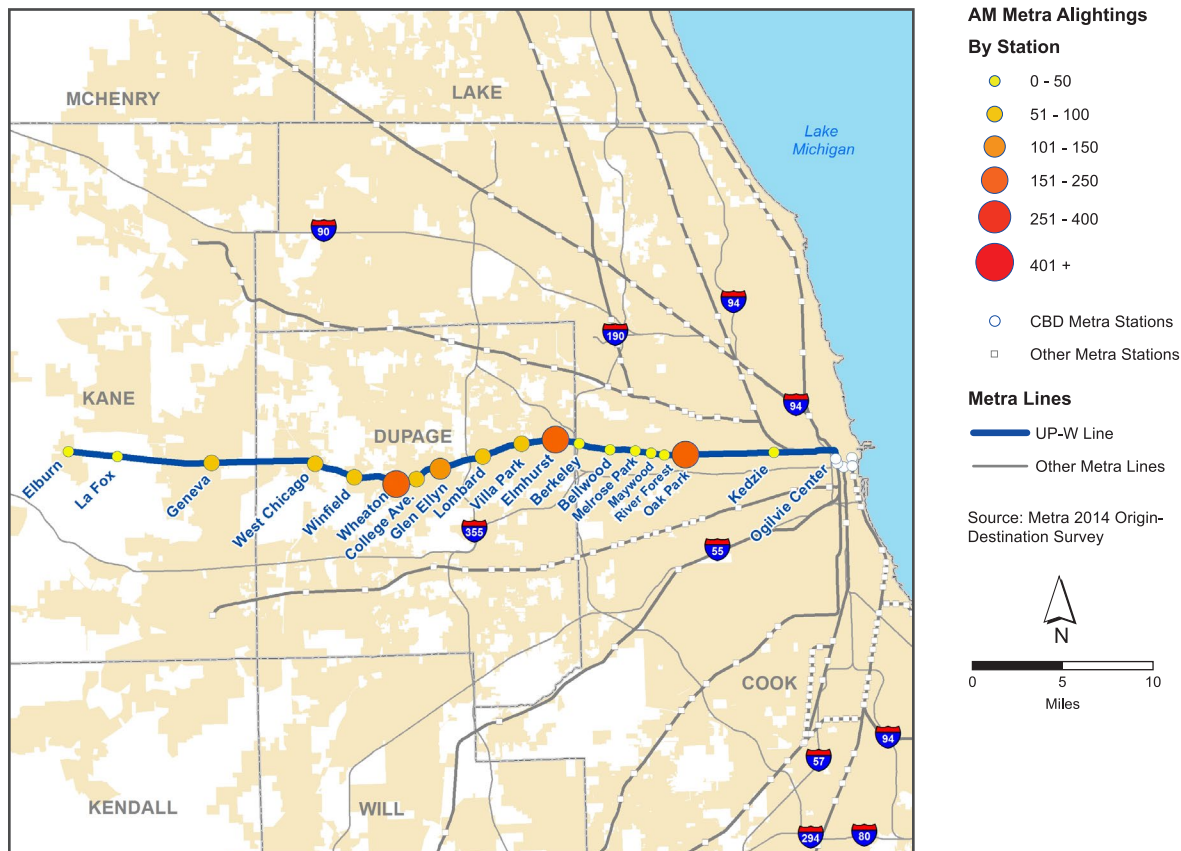 MCHENRY
LAKE
Lake
Michigan
90
94
190
94
KANE
DUPAGE
Elburn
La Fox
Geneva
West Chicago
Winfield
Wheaton
College Ave.
Glen Ellyn
Lombard
Villa Park
Elmhurst
Berkeley
Bellwood
Melrose Park
Maywood
River Forest
Oak Park
Kedzie
Ogilvie Center
355
55
COOK
94
57
KENDALL
WILL
294
80
AM Metra Alightings
By Station
0 - 50
51 - 100
101 - 150
151 - 250
251 - 400
401 +
CBD Metra Stations
Other Metra Stations
Metra Lines
UP-W Line
Other Metra Lines
Source: Metra 2014 Origin-
Destination Survey
N
0 5 10
Miles